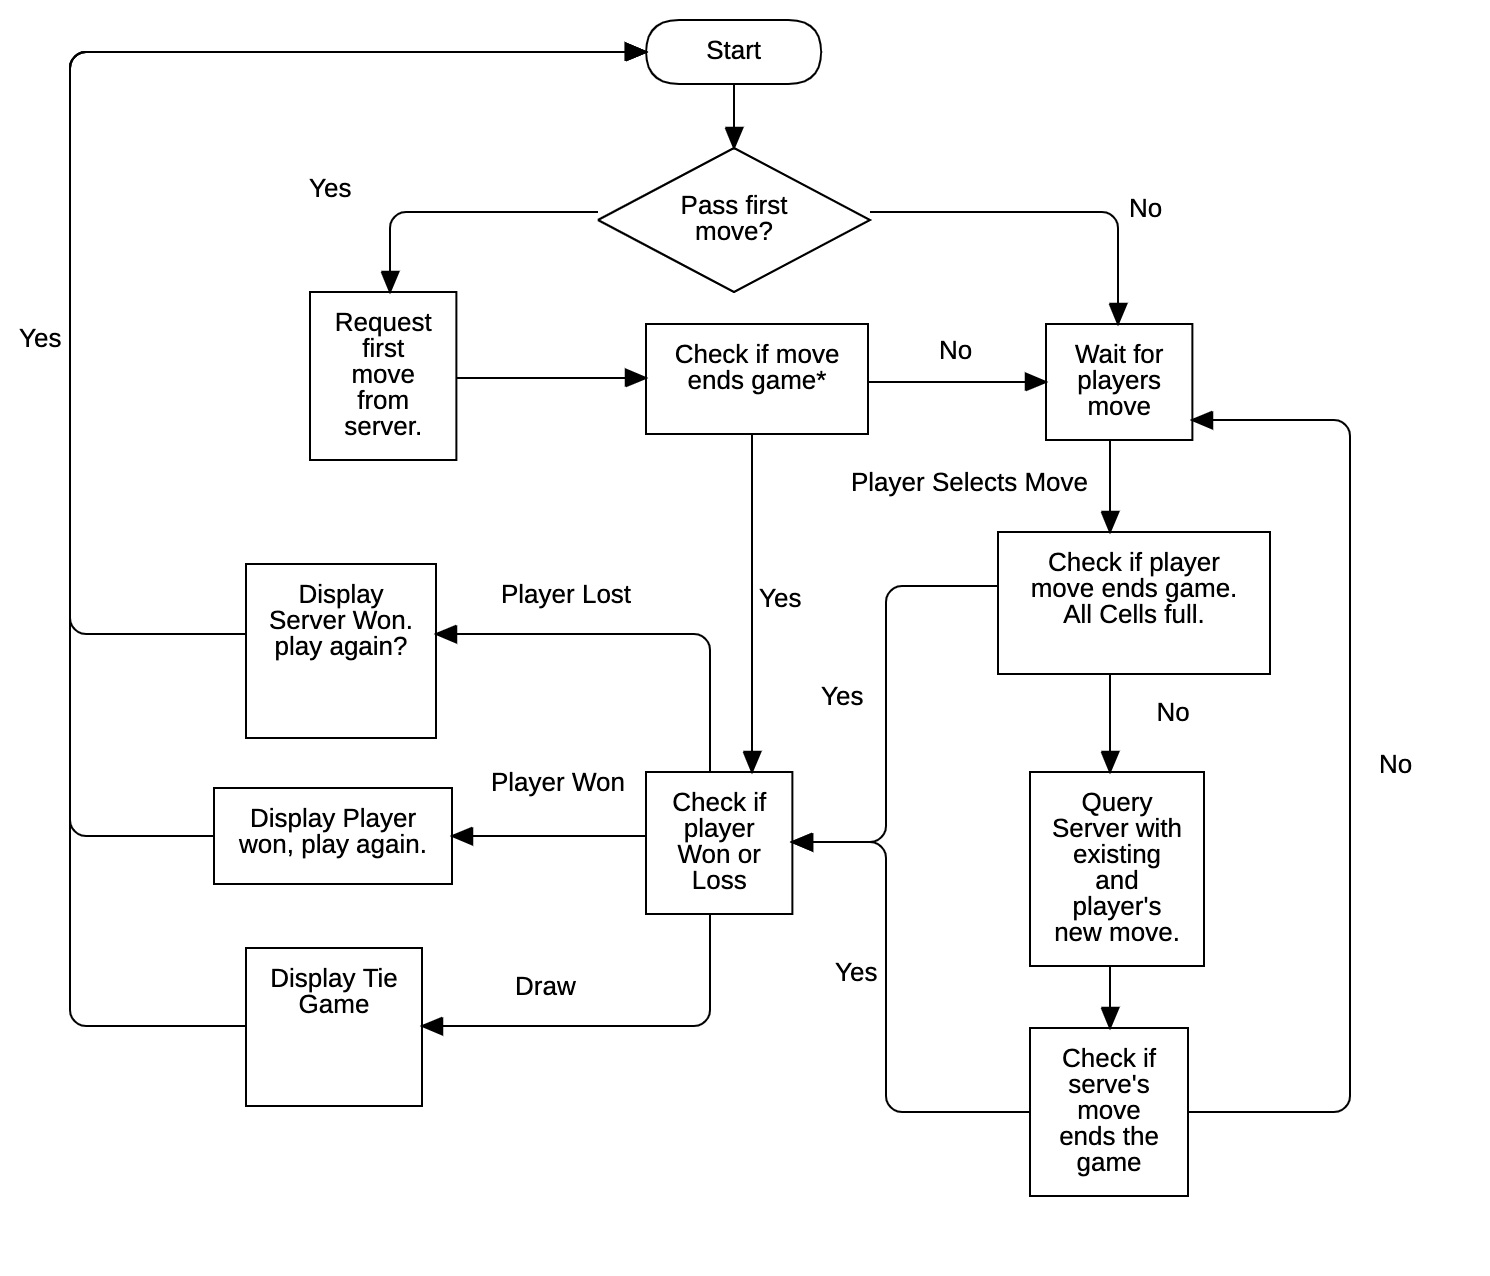 Start
Pass first
move?
Yes
No
Request
first
move
from
server.
Check if move
ends game*
No
Wait for
players
move
Yes
Player Selects Move
Check if player
move ends game.
All Cells full.
Display
Server Won.
play again?
Player Lost
Yes
Yes
No
Display Player
won, play again.
Player Won
Check if
player
Won or
Loss
Query
Server with
existing
and
player's
new move.
No
Display Tie
Game
Draw
Yes
Check if
serve's
move
ends the
game